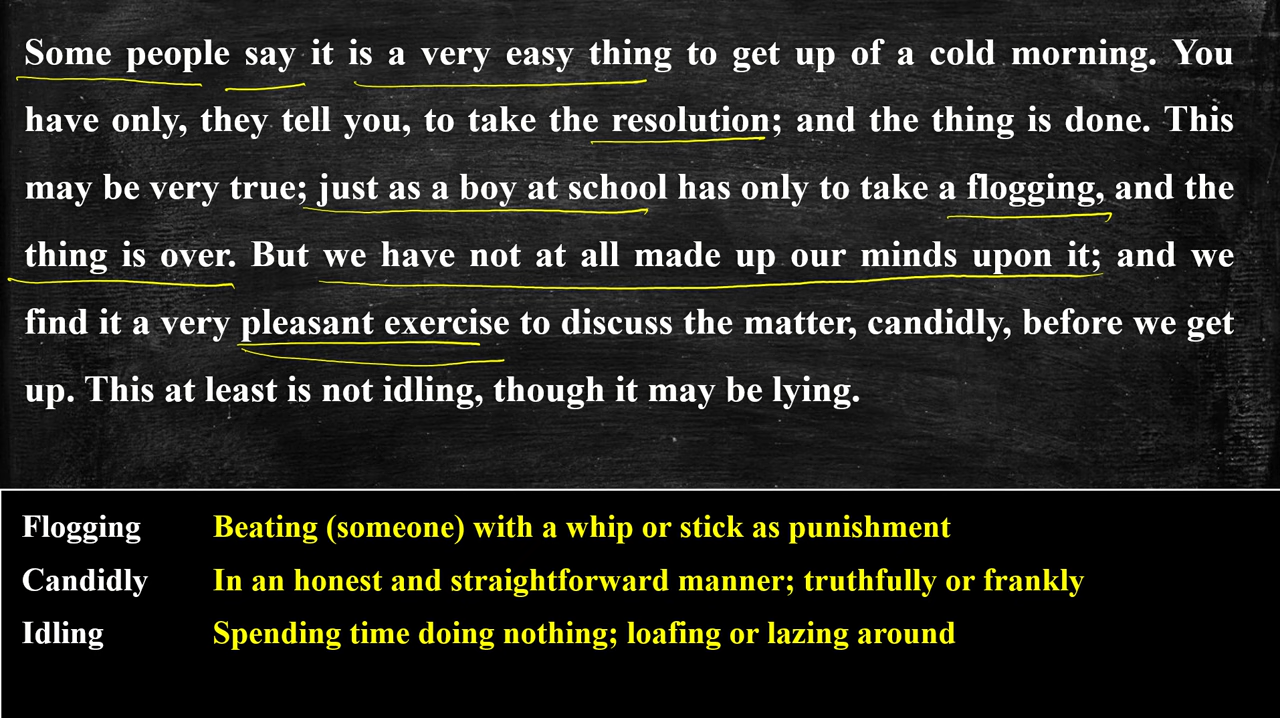 Some people say it is a very easy thing to get up of a cold morning. You
have only, they tell you, to take the resolution; and the thing is done. This
may be very true; just as a boy at school has only to take a flogging, and the
thing is over. But we have not at all made up our minds upon it; and we
find it a very pleasant exercise to discuss the matter, candidly, before we get
up. This at least is not idling, though it may be lying.
Flogging Beating (someone) with a whip or stick as punishment
Candidly In an honest and straightforward manner; truthfully or frankly
Idling Spending time doing nothing; loafing or lazing around